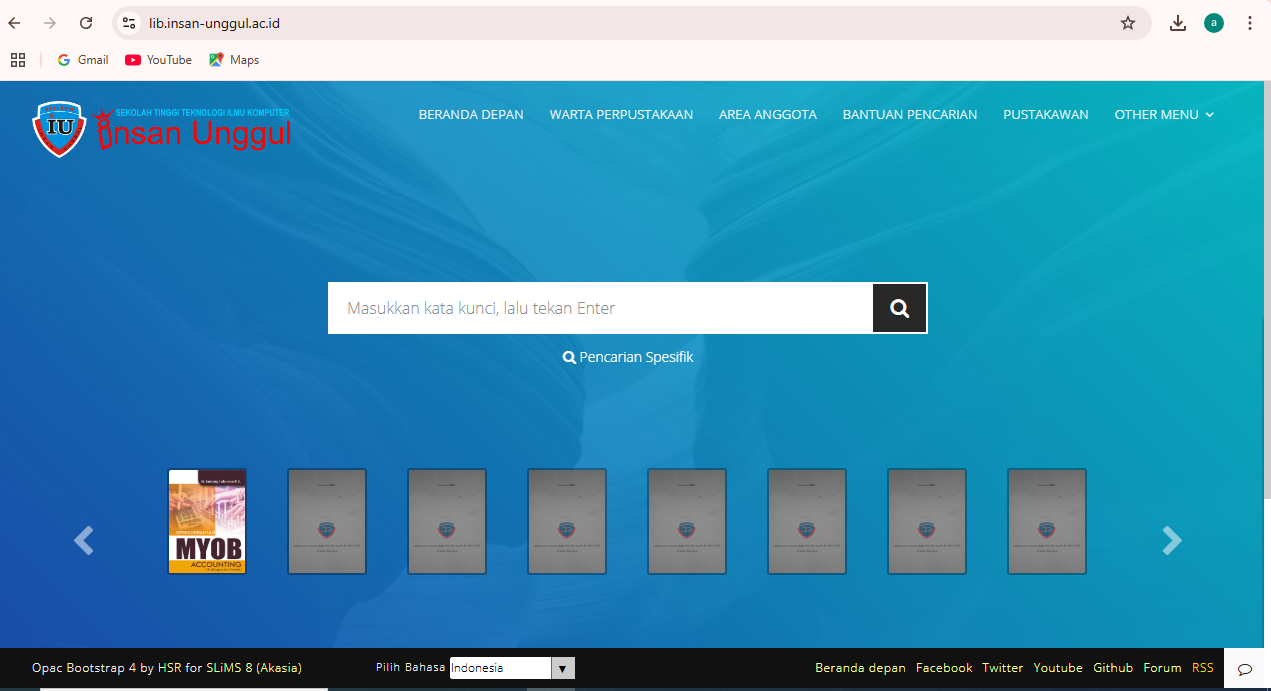 lib.insan-unggul.ac.id
a
Gmail YouTube Maps
IU
SEKOLAH TINGGI TEKNOLOGI ILMU KOMPUTER
insan Unggul
BERANDA DEPAN WARTA PERPUSTAKAAN AREA ANGGOTA BANTUAN PENCARIAN PUSTAKAWAN OTHER MENU
Masukkan kata kunci, lalu tekan Enter
Pencarian Spesifik
MYOB
ACCOUNTING
Opac Bootstrap 4 by HSR for SLiMS 8 (Akasia) Pilih Bahasa Indonesia Beranda depan Facebook Twitter Youtube Github Forum RSS